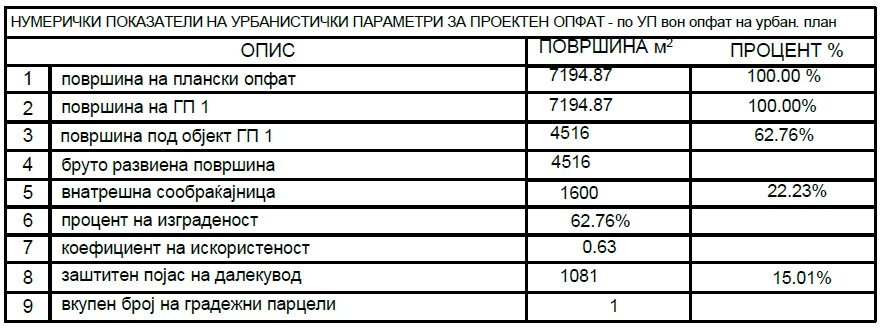 НУМЕРИЧКИ ПОКАЗАТЕЛИ НА УРБАНИСТИЧКИ ПАРАМЕТРИ ЗА ПРОЕКТЕН ОПФАТ - по УП вон опфат на урбан. план
ОПИС ПОВРШИНА м² ПРОЦЕНТ %
1 површина на плански опфат 7194.87 100.00 %
2 површина на ГП 1 7194.87 100.00%
3 површина под објект ГП 1 4516 62.76%
4 бруто развиена површина 4516
5 внатрешна сообраќајница 1600 22.23%
6 процент на изграденост 62.76%
7 коефициент на искористеност 0.63
8 заштитен појас на далекувод 1081 15.01%
9 вкупен број на градежни парцели 1